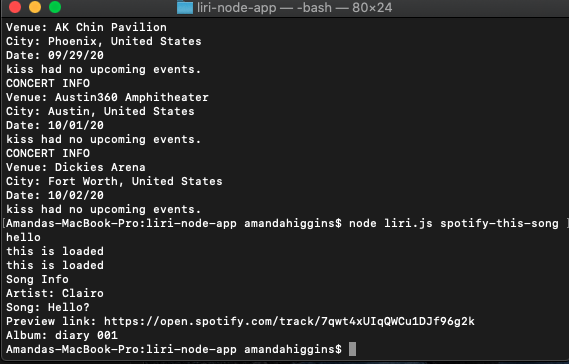 liri-node-app — -bash — 80×24
Venue: AK Chin Pavilion
City: Phoenix, United States
Date: 09/29/20
kiss had no upcoming events.
CONCERT INFO
Venue: Austin360 Amphitheater
City: Austin, United States
Date: 10/01/20
kiss had no upcoming events.
CONCERT INFO
Venue: Dickies Arena
City: Fort Worth, United States
Date: 10/02/20
kiss had no upcoming events.
[Amandas-MacBook-Pro:liri-node-app amandahiggins$ node liri.js spotify-this-song ]
hello
this is loaded
this is loaded
Song Info
Artist: Clairo
Song: Hello?
Preview link: https://open.spotify.com/track/7qwt4xUIqQWCu1DJf96g2k
Album: diary 001
Amandas-MacBook-Pro:liri-node-app amandahiggins$